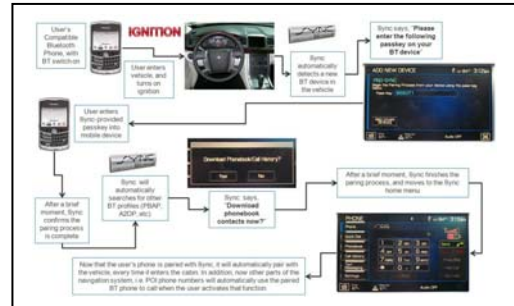 User's
Compatible
Bluetooth
Phone, with
BT switch on
IGNITION
User enters
vehicle, and
turns on
ignition
SYNC
Sync
automatically
detects a new
BT device in
the vehicle
Sync says, "Please
enter the following
passkey on your
BT device"
ADD NEW DEVICE
User enters
Sync-provided
passkey into
mobile device
After a brief
moment, Sync
confirms the
pairing process
is complete
SYNC
Sync will
automatically
searches for other
BT profiles (PBAP,
A2DP, etc)
Download Phonebook/Call History?
Yes
No
Sync says,
"Download
phonebook
contacts now?"
After a brief moment, Sync finishes the
pairing process, and moves to the Sync
home menu
PHONE
Now that the user's phone is paired with Sync, it will automatically pair with
the vehicle, every time it enters the cabin. In addition, now other parts of the
navigation system, i.e. POI phone numbers will automatically use the paired
BT phone to call when the user activates that function